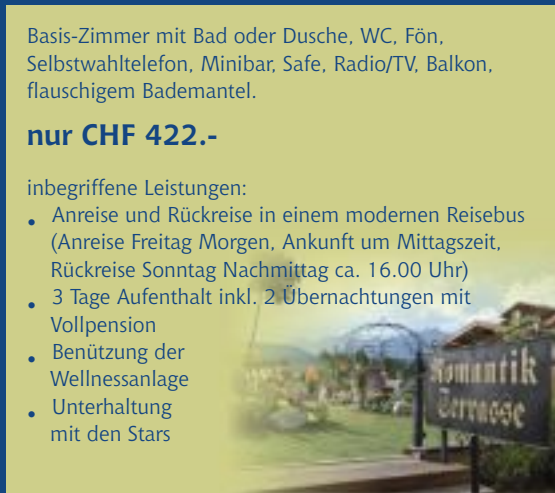 Basis-Zimmer mit Bad oder Dusche, WC, Fön,
Selbstwahltelefon, Minibar, Safe, Radio/TV, Balkon,
flauschigem Bademantel.
nur CHF 422.-
inbegriffene Leistungen:
• Anreise und Rückreise in einem modernen Reisebus
(Anreise Freitag Morgen, Ankunft um Mittagszeit,
Rückreise Sonntag Nachmittag ca. 16.00 Uhr)
• 3 Tage Aufenthalt inkl. 2 Übernachtungen mit
Vollpension
• Benützung der
Wellnessanlage
• Unterhaltung
mit den Stars
Romantik
Terrasse